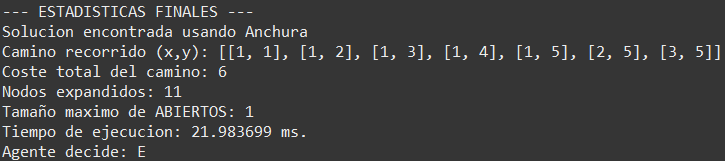 --- ESTADISTICAS FINALES ---
Solucion encontrada usando Anchura
Camino recorrido (x,y): [[1, 1], [1, 2], [1, 3], [1, 4], [1, 5], [2, 5], [3, 5]]
Coste total del camino: 6
Nodos expandidos: 11
Tamaño maximo de ABIERTOS: 1
Tiempo de ejecucion: 21.983699 ms.
Agente decide: E